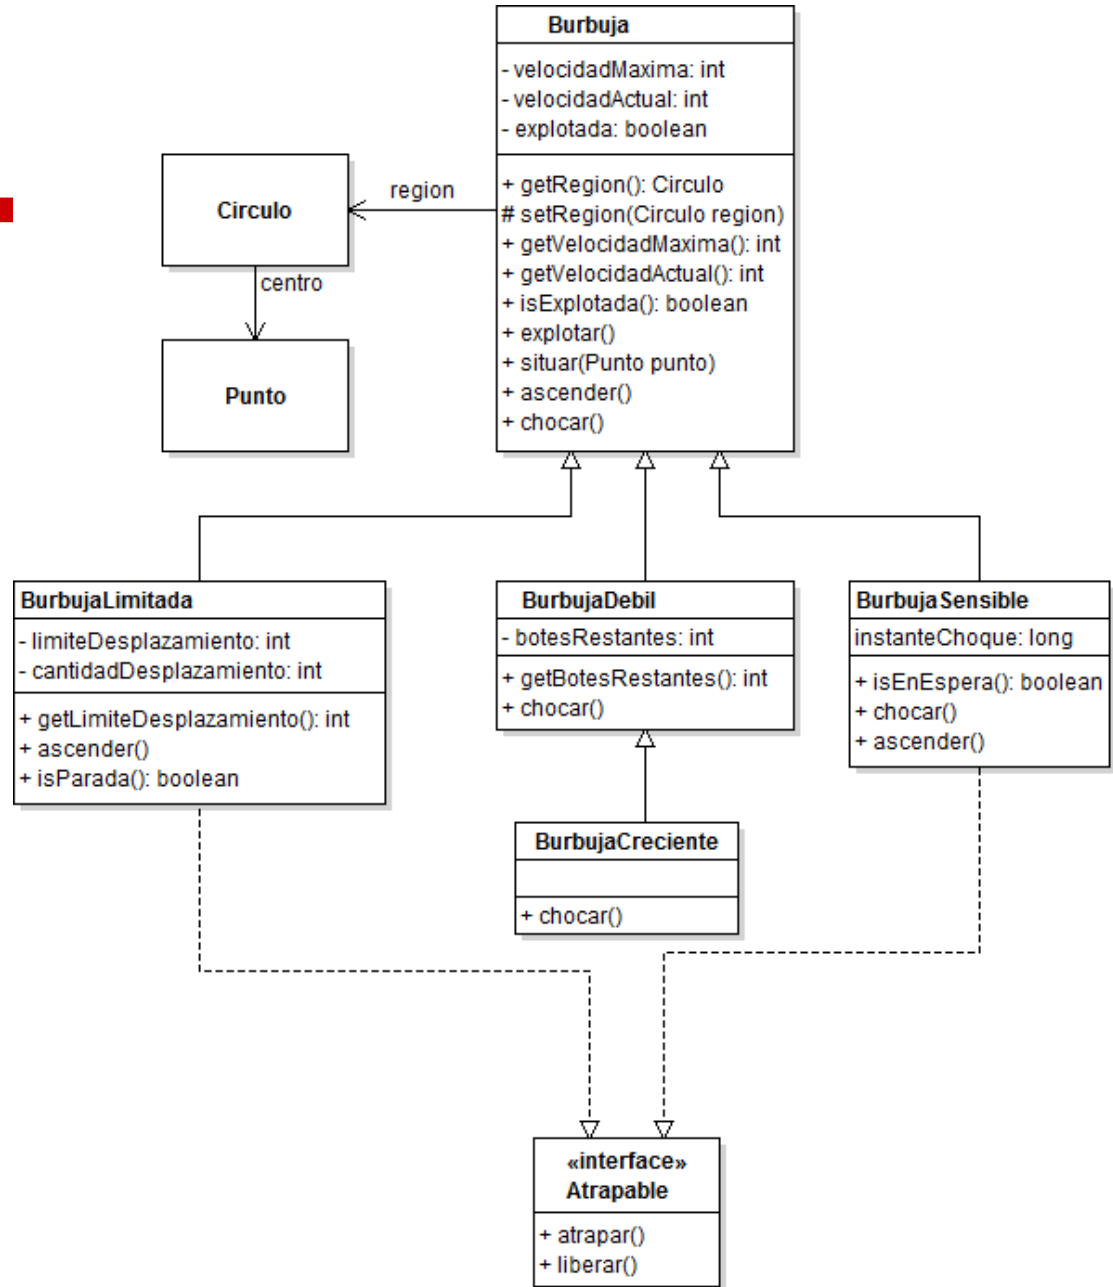 Burbuja
- velocidadMaxima: int
- velocidadActual: int
- explotada: boolean
+ getRegion(): Circulo
# setRegion(Circulo region)
+ getVelocidadMaxima(): int
+ getVelocidadActual(): int
+ isExplotada(): boolean
+ explotar()
+ situar(Punto punto)
+ ascender()
+ chocar()
Circulo
region
centro
Punto
BurbujaLimitada
- limiteDesplazamiento: int
- cantidadDesplazamiento: int
+ getLimiteDesplazamiento(): int
+ ascender()
+ isParada(): boolean
BurbujaDebil
- botesRestantes: int
+ getBotesRestantes(): int
+ chocar()
BurbujaSensible
instanteChoque: long
+ isEnEspera(): boolean
+ chocar()
+ ascender()
BurbujaCreciente
+ chocar()
«interface»
Atrapable
+ atrapar()
+ liberar()